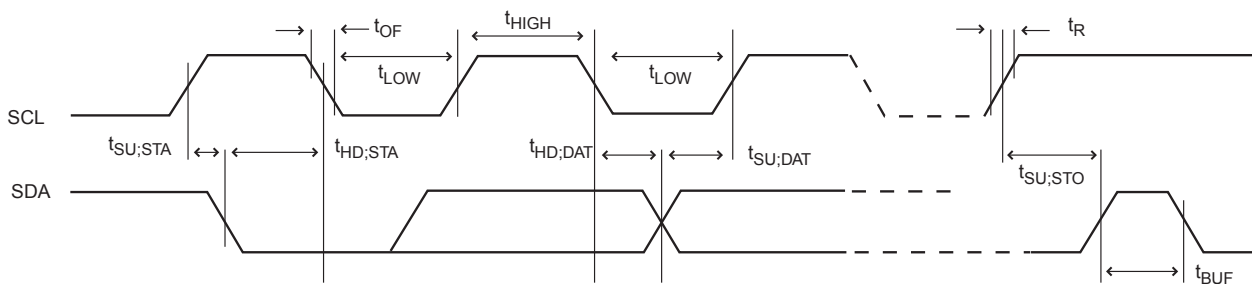 tOF
tHIGH
tR
tLOW
tLOW
SCL
tSU;STA
tHD;STA
tHD;DAT
tSU;DAT
tSU;STO
SDA
tBUF